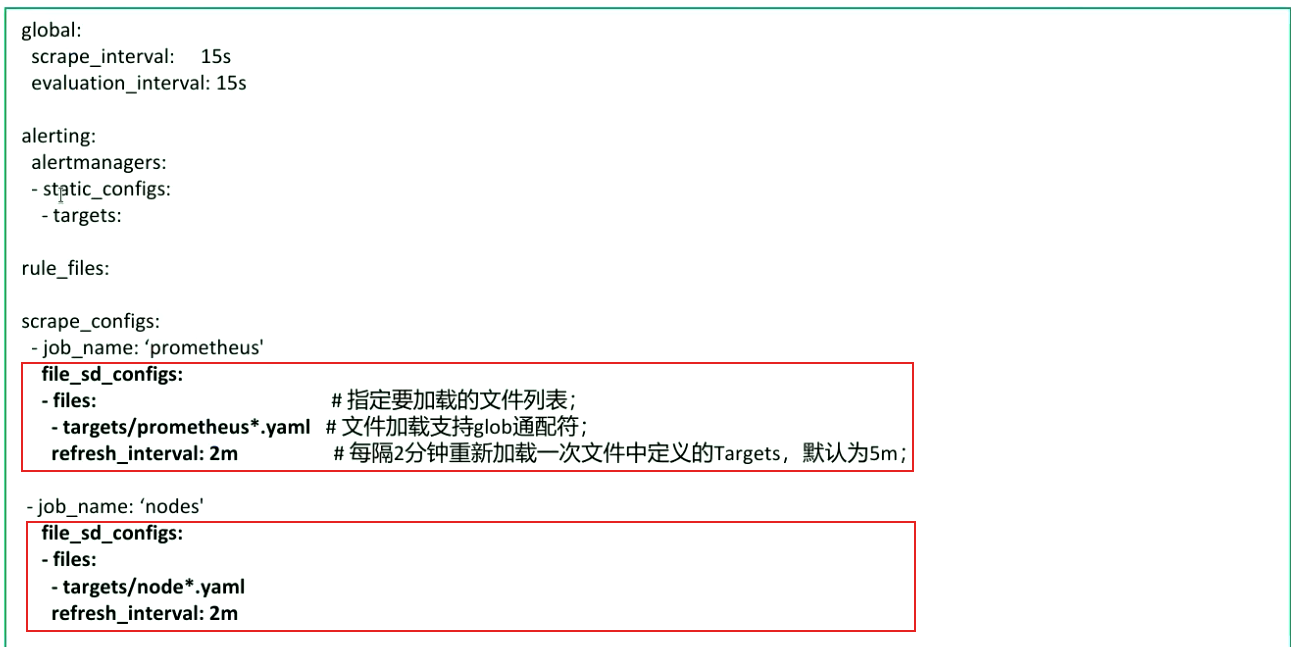 global:
scrape_interval: 15s
evaluation_interval: 15s
alerting:
alertmanagers:
- static_configs:
- targets:
rule_files:
scrape_configs:
- job_name: ‘prometheus'
file_sd_configs:
- files: # 指定要加载的文件列表；
- targets/prometheus*.yaml # 文件加载支持glob通配符；
refresh_interval: 2m # 每隔2分钟重新加载一次文件中定义的Targets，默认为5m；
- job_name: ‘nodes'
file_sd_configs:
- files:
- targets/node*.yaml
refresh_interval: 2m